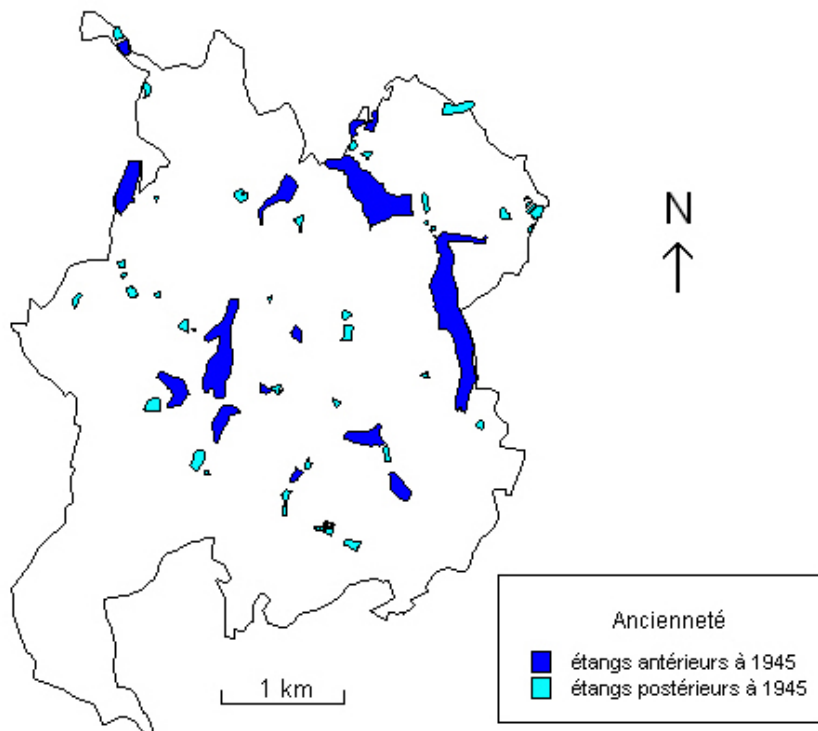 N
Ancienneté
étangs antérieurs à 1945
étangs postérieurs à 1945
1 km